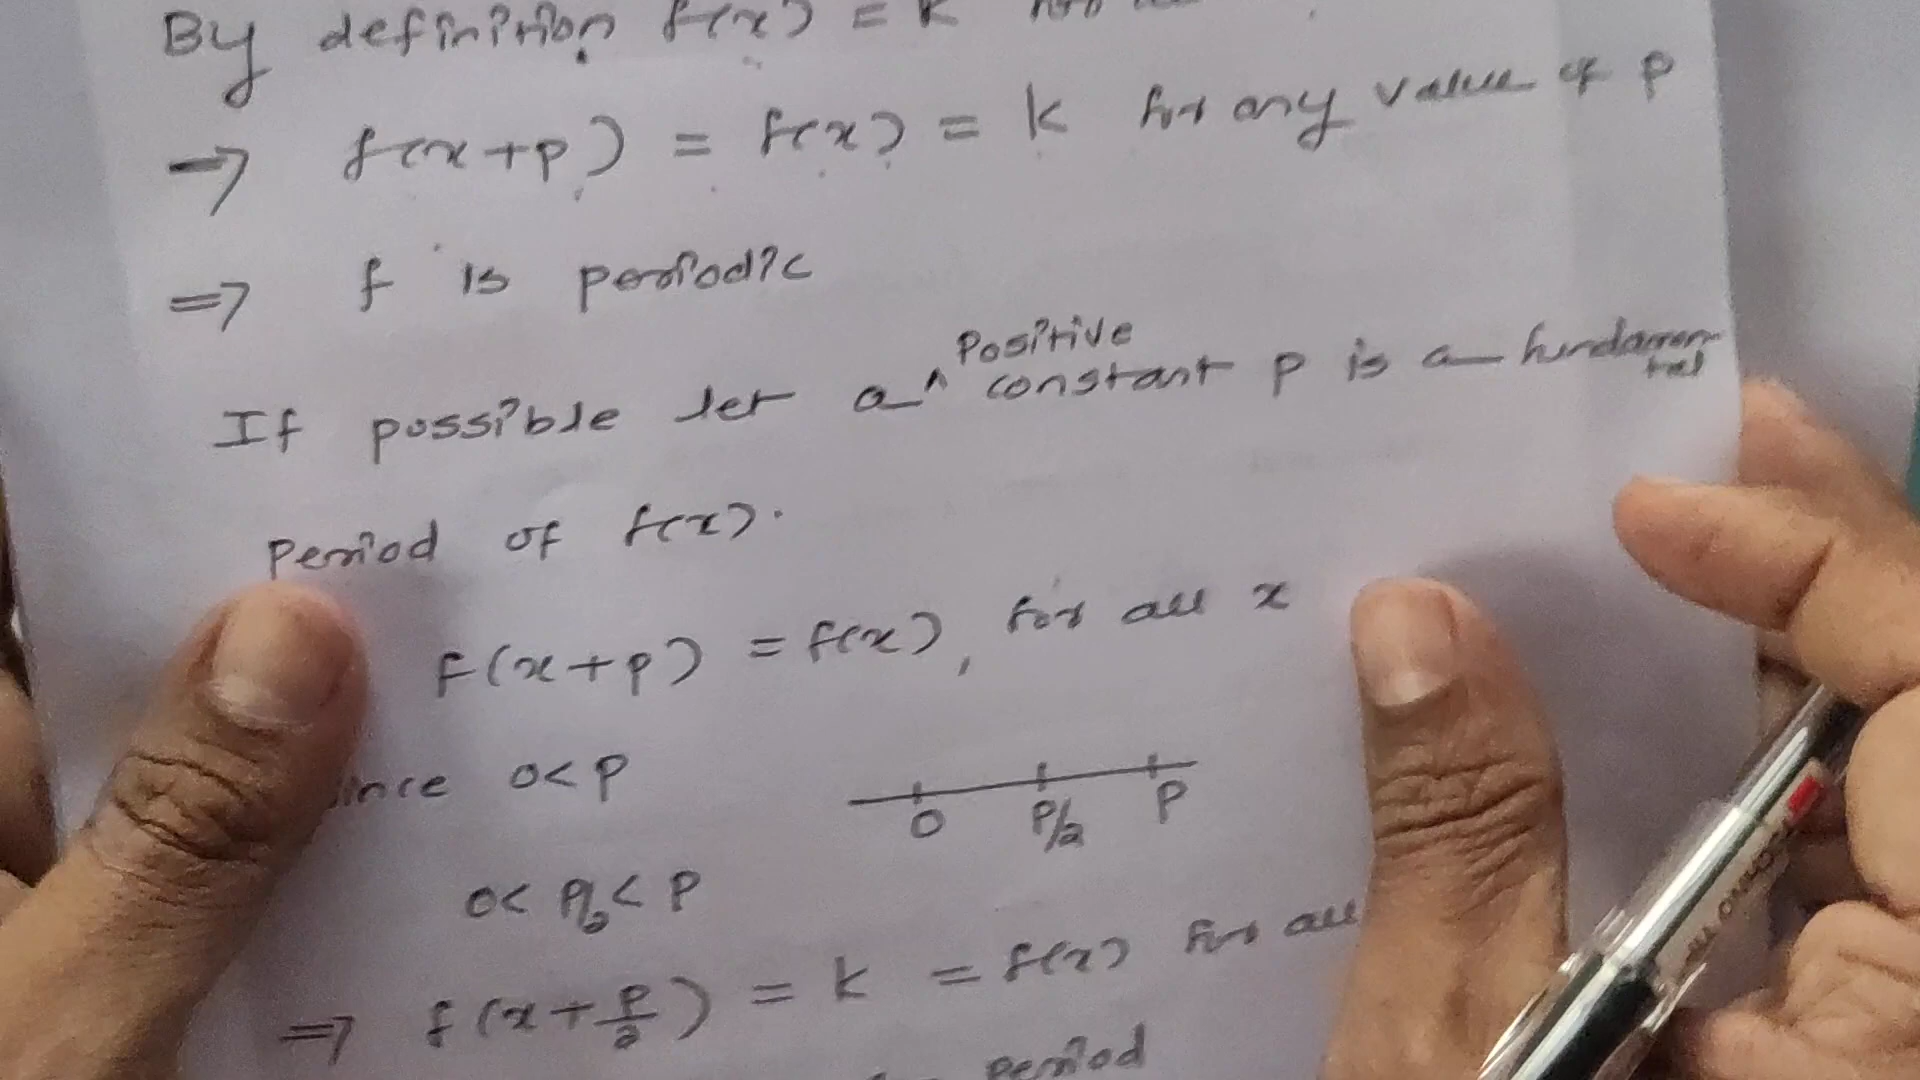 By definition f(x) = k for
→ f(x+p) = f(x) = k for any value of p
⇒ f is periodic
If possible let a ^ positive constant p is a fundamental
period of f(x).
f(x+p) = f(x), for all x
ince 0<p
0 p/2 p
0< p/2 < p
⇒ f(x+p/2) = k = f(x) for all
period